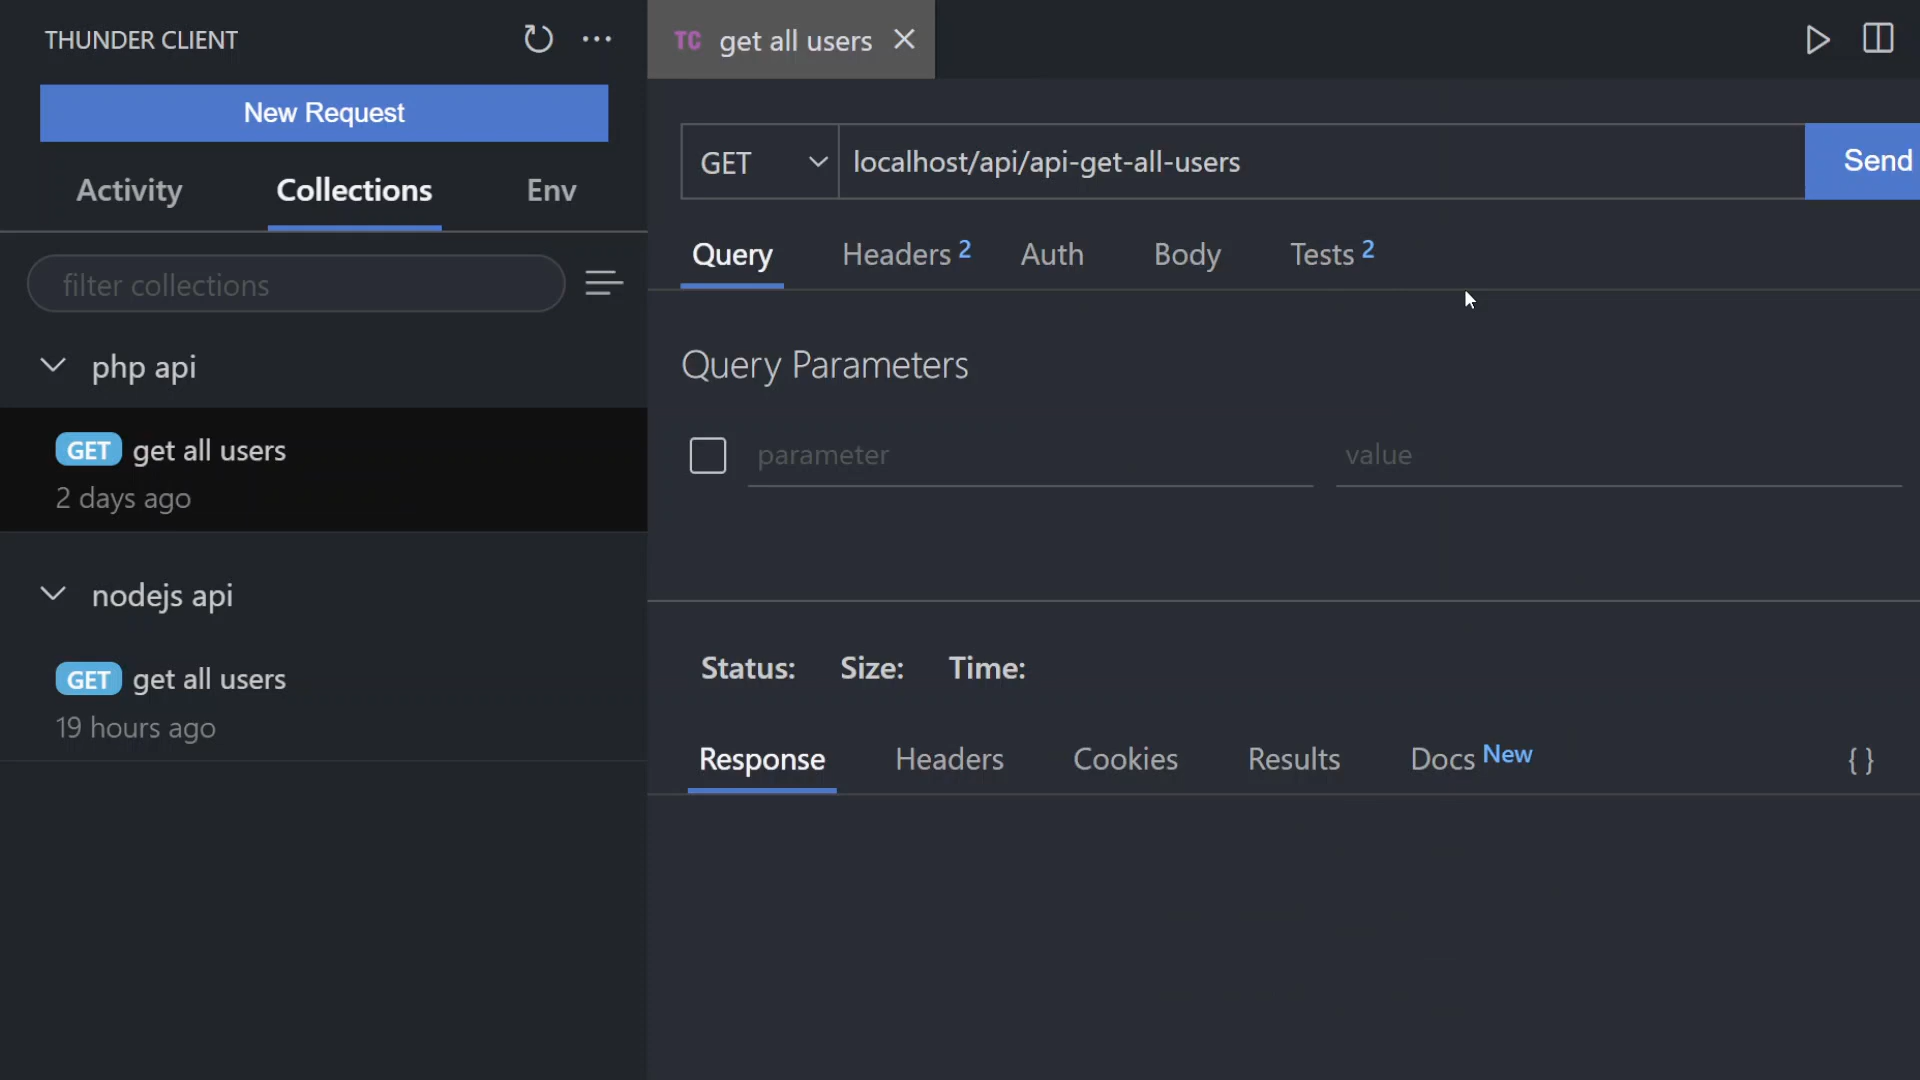 THUNDER CLIENT
New Request
Activity Collections Env
filter collections
php api
GET get all users
2 days ago
nodejs api
GET get all users
19 hours ago
TC get all users
GET localhost/api/api-get-all-users Send
Query Headers 2 Auth Body Tests 2
Query Parameters
parameter value
Status: Size: Time:
Response Headers Cookies Results Docs New { }